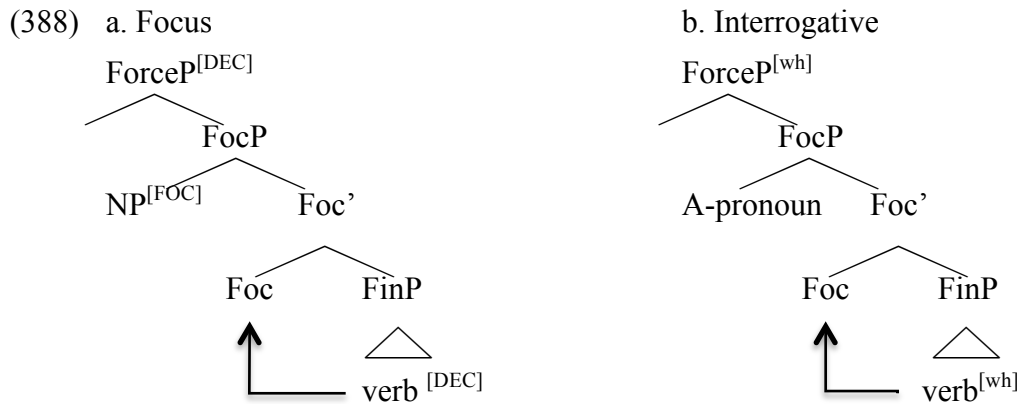 (388) a. Focus b. Interrogative
ForceP[DEC] ForceP[wh]
FocP FocP
NP[FOC] Foc’ A-pronoun Foc’
Foc FinP Foc FinP
verb [DEC] verb[wh]